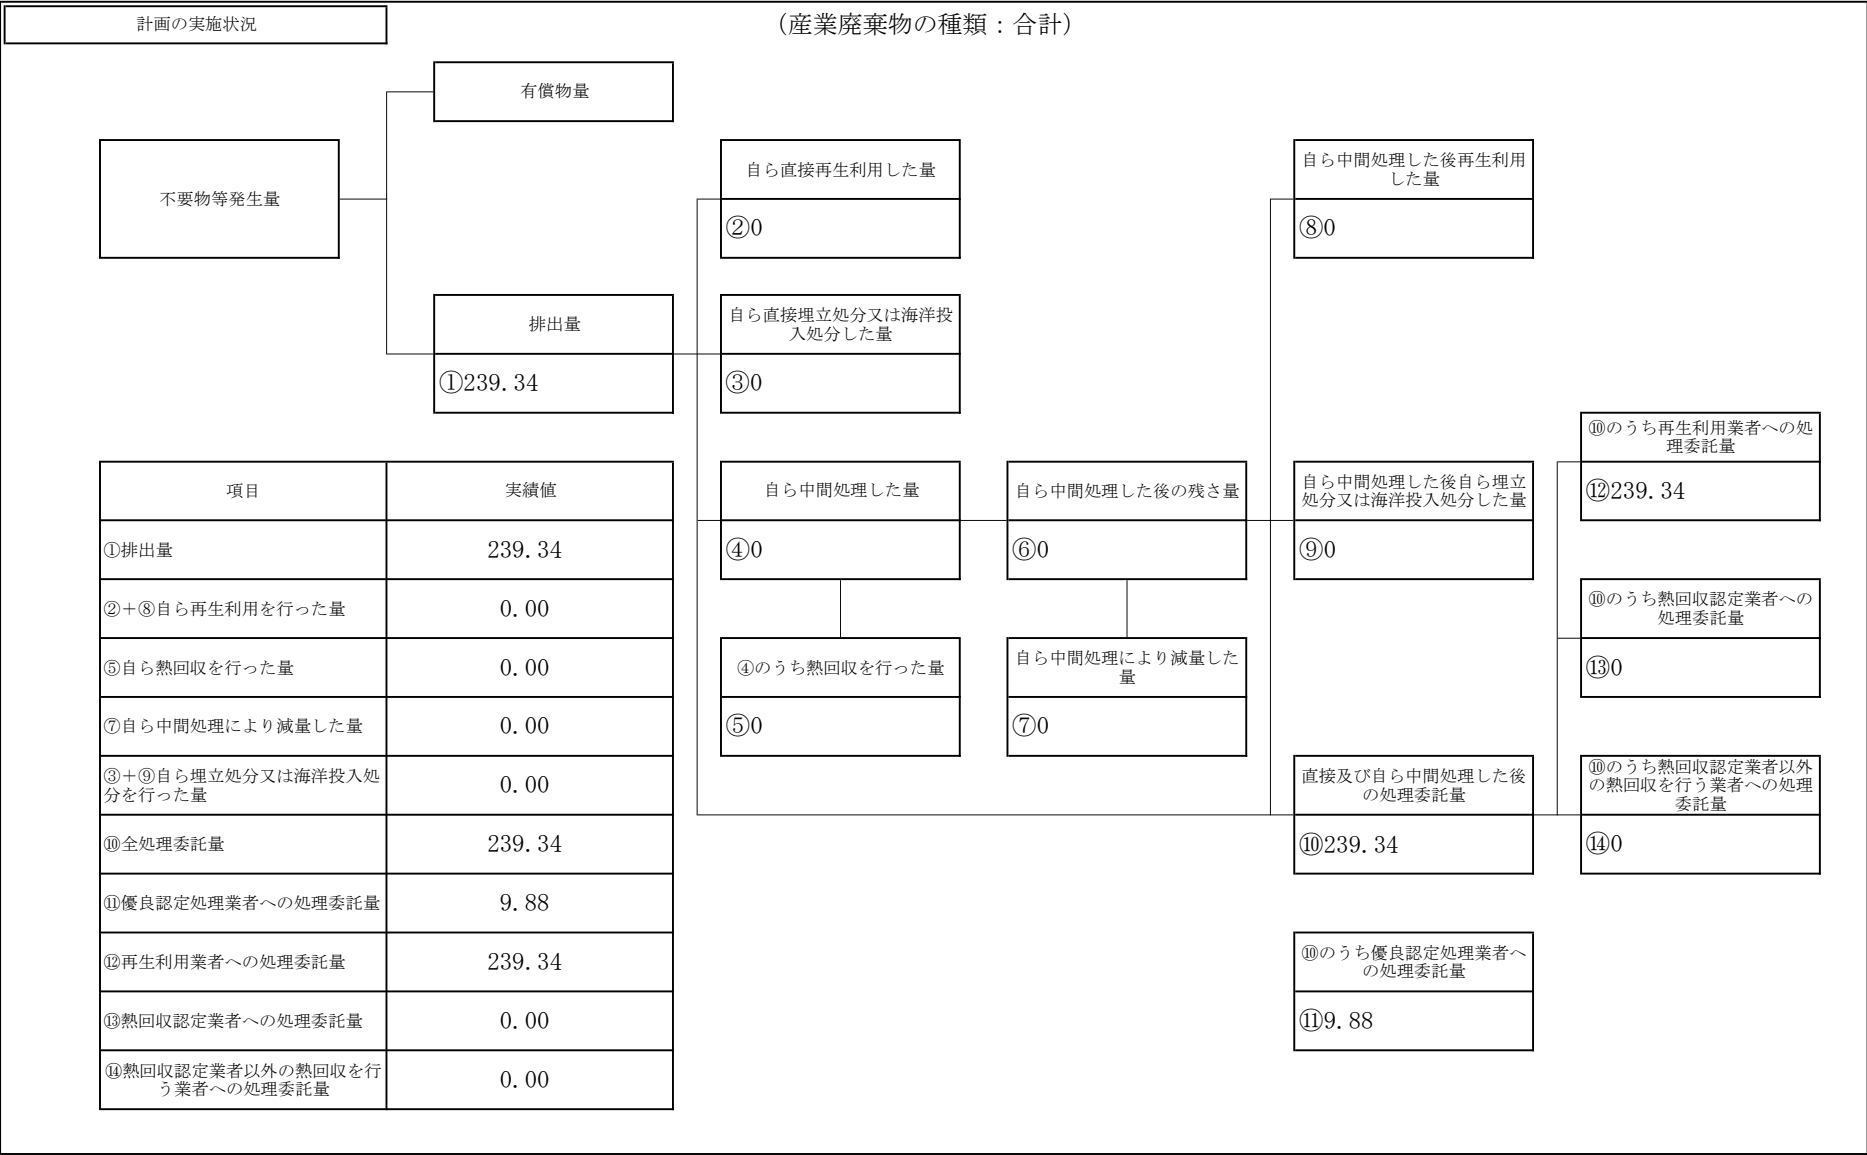 計画の実施状況
（産業廃棄物の種類：合計）
有償物量
不要物等発生量
自ら直接再生利用した量
②0
自ら中間処理した後再生利用
した量
⑧0
排出量
①239.34
自ら直接埋立処分又は海洋投
入処分した量
③0
⑩のうち再生利用業者への処
理委託量
⑫239.34
自ら中間処理した量
④0
自ら中間処理した後の残さ量
⑥0
自ら中間処理した後自ら埋立
処分又は海洋投入処分した量
⑨0
⑩のうち熱回収認定業者への
処理委託量
⑬0
④のうち熱回収を行った量
⑤0
自ら中間処理により減量した
量
⑦0
直接及び自ら中間処理した後
の処理委託量
⑩239.34
⑩のうち熱回収認定業者以外
の熱回収を行う業者への処理
委託量
⑭0
⑩のうち優良認定処理業者へ
の処理委託量
⑪9.88
項目 実績値
①排出量 239.34
②＋⑧自ら再生利用を行った量 0.00
⑤自ら熱回収を行った量 0.00
⑦自ら中間処理により減量した量 0.00
③＋⑨自ら埋立処分又は海洋投入処
分を行った量 0.00
⑩全処理委託量 239.34
⑪優良認定処理業者への処理委託量 9.88
⑫再生利用業者への処理委託量 239.34
⑬熱回収認定業者への処理委託量 0.00
⑭熱回収認定業者以外の熱回収を行
う業者への処理委託量 0.00